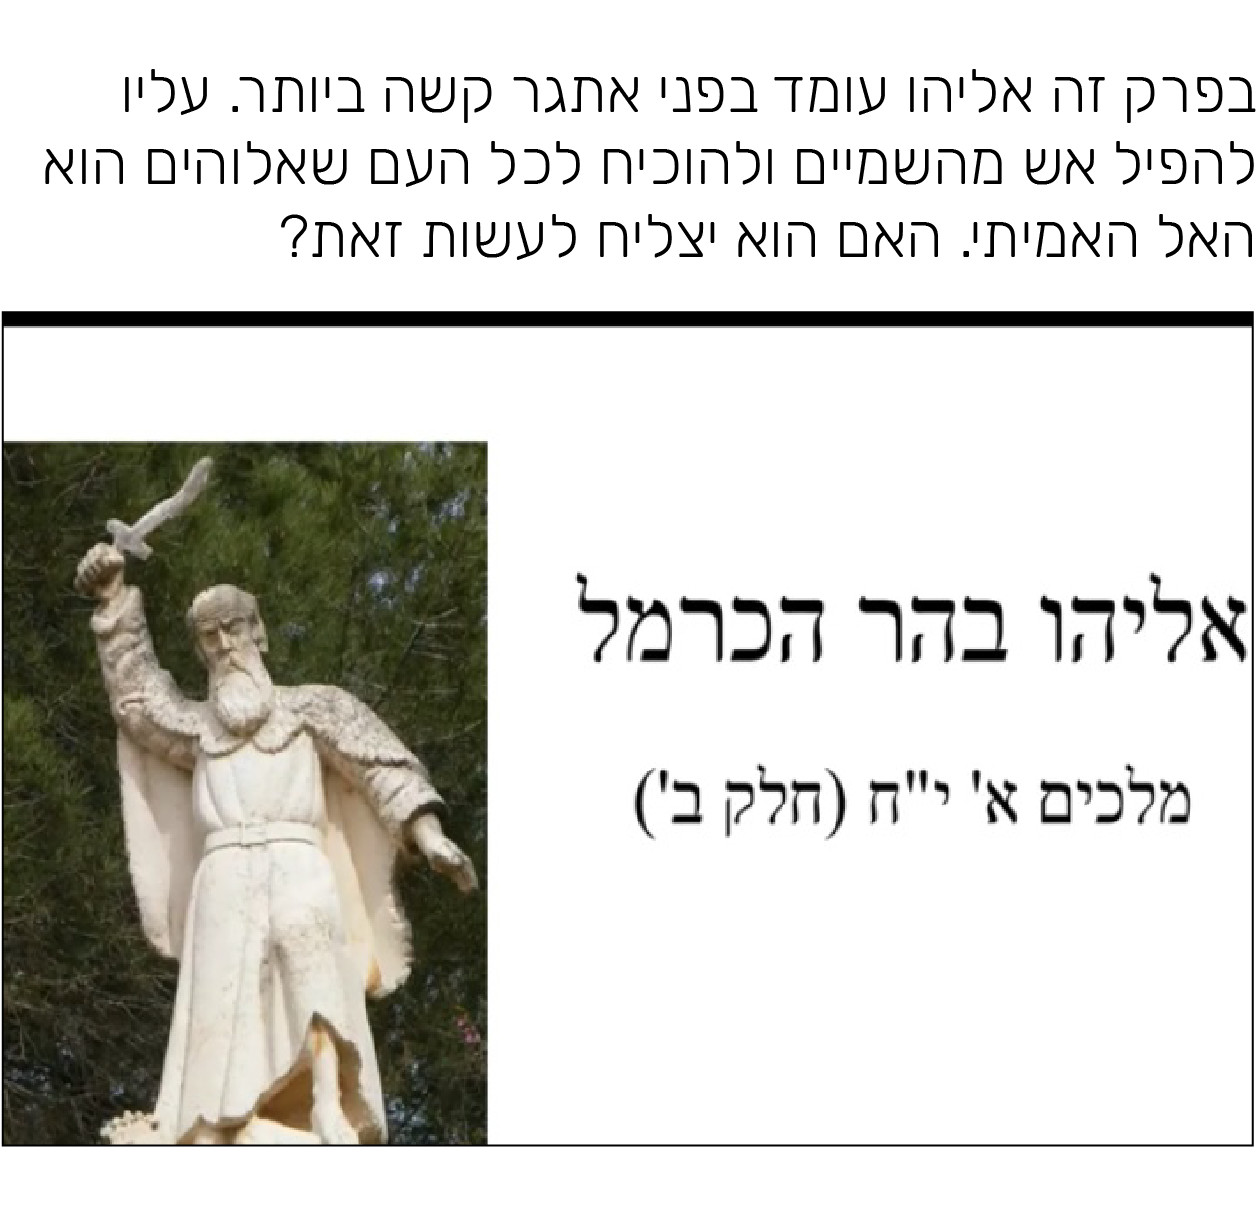 בפרק זה אליהו עומד בפני אתגר קשה ביותר. עליו
להפיל אש מהשמיים ולהוכיח לכל העם שאלוהים הוא
האל האמיתי. האם הוא יצליח לעשות זאת?
אליהו בהר הכרמל
מלכים א' י"ח (חלק ב')